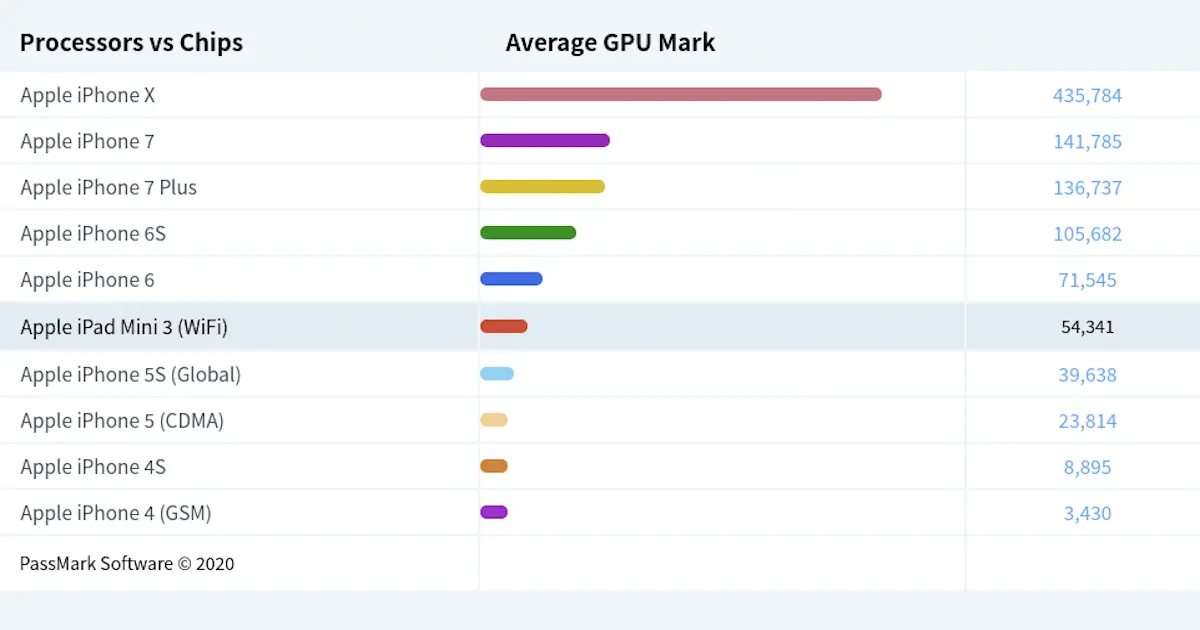 Processors vs Chips Average GPU Mark
Apple iPhone X 435,784
Apple iPhone 7 141,785
Apple iPhone 7 Plus 136,737
Apple iPhone 6S 105,682
Apple iPhone 6 71,545
Apple iPad Mini 3 (WiFi) 54,341
Apple iPhone 5S (Global) 39,638
Apple iPhone 5 (CDMA) 23,814
Apple iPhone 4S 8,895
Apple iPhone 4 (GSM) 3,430
PassMark Software © 2020